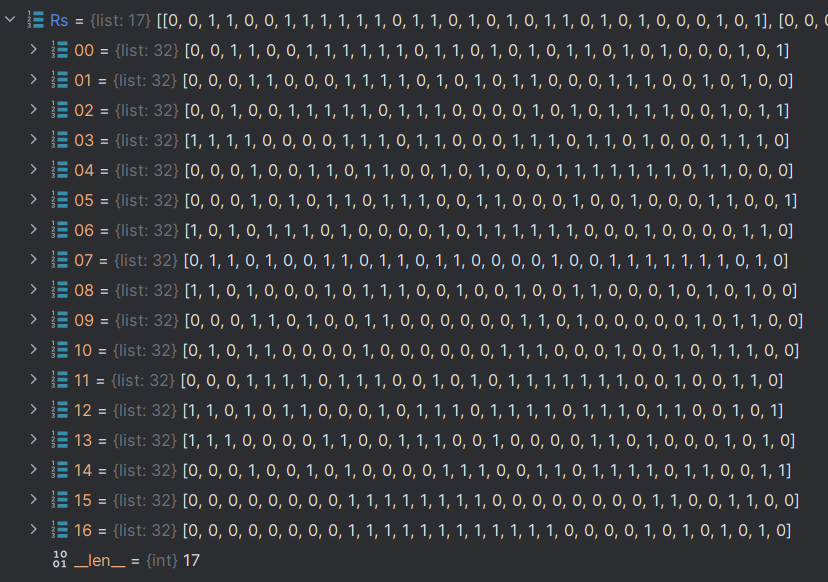 Rs = {list: 17} [[0, 0, 1, 1, 0, 0, 1, 1, 1, 1, 1, 1, 0, 1, 1, 0, 1, 0, 1, 0, 1, 1, 0, 1, 0, 1, 0, 0, 0, 1, 0, 1], [0, 0, 0
00 = {list: 32} [0, 0, 1, 1, 0, 0, 1, 1, 1, 1, 1, 1, 0, 1, 1, 0, 1, 0, 1, 0, 1, 1, 0, 1, 0, 1, 0, 0, 0, 1, 0, 1]
01 = {list: 32} [0, 0, 0, 1, 1, 0, 0, 0, 1, 1, 1, 1, 0, 1, 0, 1, 0, 1, 0, 1, 1, 0, 0, 0, 1, 1, 1, 0, 1, 0, 1, 0, 0]
02 = {list: 32} [0, 0, 1, 0, 0, 1, 1, 1, 1, 1, 0, 1, 1, 1, 0, 0, 0, 0, 1, 0, 1, 0, 1, 1, 1, 1, 0, 0, 1, 0, 1, 1]
03 = {list: 32} [1, 1, 1, 1, 0, 0, 0, 0, 1, 1, 1, 0, 1, 1, 0, 0, 0, 1, 1, 1, 0, 1, 1, 0, 1, 0, 0, 0, 1, 1, 1, 0]
04 = {list: 32} [0, 0, 0, 1, 0, 0, 1, 1, 0, 1, 1, 0, 0, 1, 0, 1, 0, 0, 0, 1, 1, 1, 1, 1, 1, 1, 0, 1, 1, 0, 0, 0]
05 = {list: 32} [0, 0, 0, 1, 0, 1, 0, 1, 1, 0, 1, 1, 1, 0, 0, 1, 1, 0, 0, 0, 1, 0, 0, 1, 0, 0, 0, 1, 1, 0, 0, 1]
06 = {list: 32} [1, 0, 1, 0, 1, 1, 1, 0, 1, 0, 0, 0, 0, 1, 0, 1, 1, 1, 1, 1, 1, 0, 0, 0, 1, 0, 0, 0, 0, 1, 1, 0]
07 = {list: 32} [0, 1, 1, 0, 1, 0, 0, 1, 1, 0, 1, 1, 0, 1, 1, 0, 0, 0, 0, 1, 0, 0, 1, 1, 1, 1, 1, 1, 1, 0, 1, 0]
08 = {list: 32} [1, 1, 0, 1, 0, 0, 0, 1, 0, 1, 1, 1, 0, 0, 1, 0, 0, 1, 0, 0, 1, 1, 0, 0, 0, 1, 0, 1, 0, 1, 0, 0]
09 = {list: 32} [0, 0, 0, 1, 1, 0, 1, 0, 0, 1, 1, 0, 0, 0, 0, 0, 0, 1, 1, 0, 1, 0, 0, 0, 0, 0, 1, 0, 1, 1, 0, 0]
10 = {list: 32} [0, 1, 0, 1, 1, 0, 0, 0, 0, 1, 0, 0, 0, 0, 0, 0, 1, 1, 1, 0, 0, 0, 1, 0, 0, 1, 0, 1, 1, 1, 0, 0]
11 = {list: 32} [0, 0, 0, 1, 1, 1, 1, 0, 1, 1, 1, 0, 0, 1, 0, 1, 0, 1, 1, 1, 1, 1, 1, 1, 0, 1, 0, 0, 1, 1, 0]
12 = {list: 32} [1, 1, 0, 1, 0, 1, 1, 0, 0, 0, 1, 0, 1, 1, 1, 0, 1, 1, 1, 1, 0, 1, 1, 1, 0, 1, 1, 0, 0, 1, 0, 1]
13 = {list: 32} [1, 1, 1, 0, 0, 0, 0, 1, 1, 0, 0, 1, 1, 1, 0, 0, 1, 0, 0, 0, 0, 1, 1, 0, 1, 0, 0, 0, 1, 0, 1, 0]
14 = {list: 32} [0, 0, 0, 1, 0, 0, 1, 0, 1, 0, 0, 0, 0, 1, 1, 1, 0, 0, 1, 1, 0, 1, 1, 1, 1, 0, 1, 1, 0, 0, 1, 1]
15 = {list: 32} [0, 0, 0, 0, 0, 0, 0, 0, 1, 1, 1, 1, 1, 1, 1, 1, 0, 0, 0, 0, 0, 0, 0, 0, 0, 1, 1, 0, 0, 1, 1, 0, 0]
16 = {list: 32} [0, 0, 0, 0, 0, 0, 0, 0, 1, 1, 1, 1, 1, 1, 1, 1, 1, 1, 1, 1, 0, 0, 0, 0, 1, 0, 1, 0, 1, 0, 1, 0]
__len__ = {int} 17